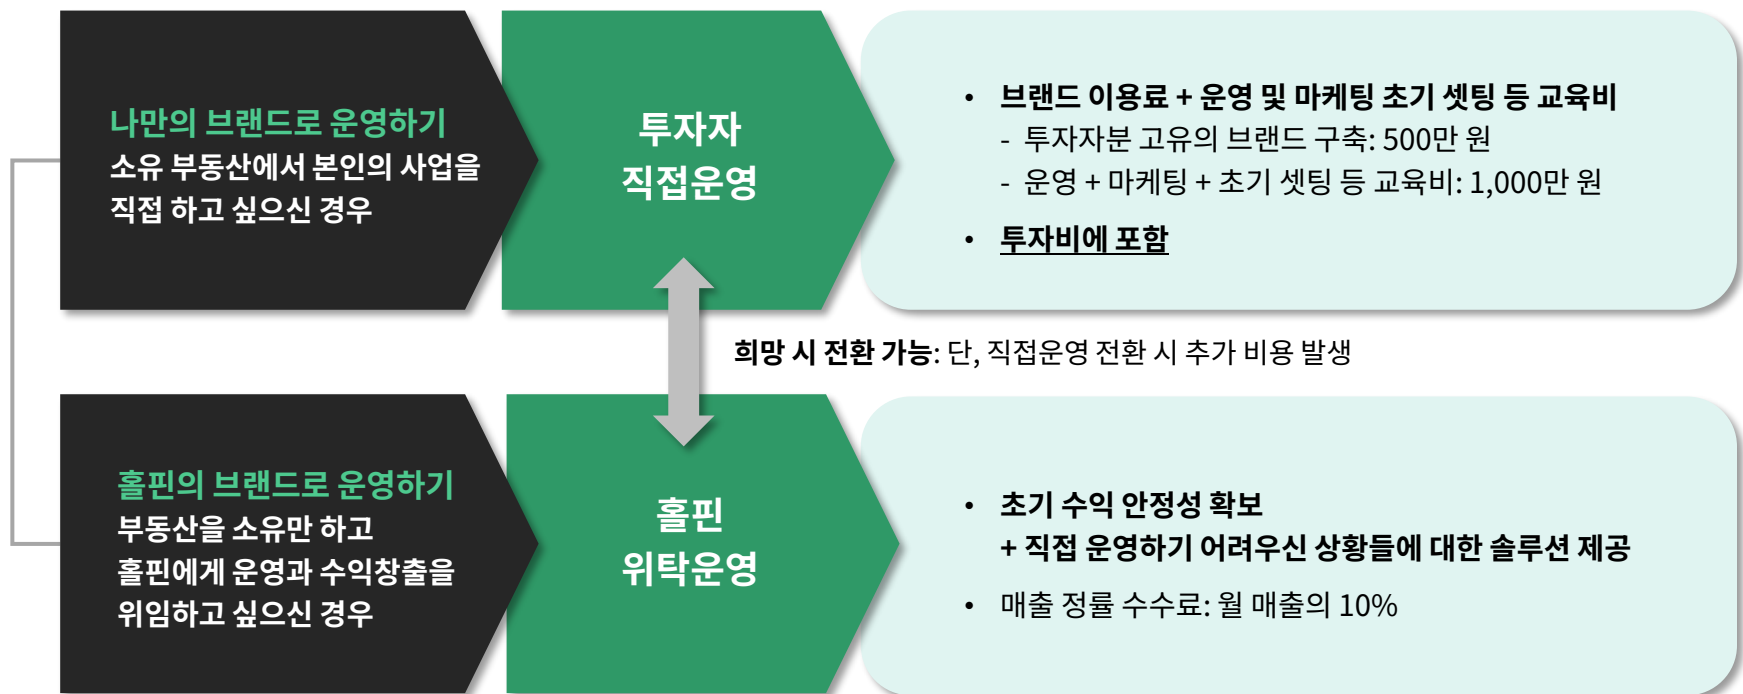 나만의 브랜드로 운영하기
소유 부동산에서 본인의 사업을
직접 하고 싶으신 경우
투자자
직접운영
• 브랜드 이용료 + 운영 및 마케팅 초기 셋팅 등 교육비
- 투자자분 고유의 브랜드 구축: 500만 원
- 운영 + 마케팅 + 초기 셋팅 등 교육비: 1,000만 원
• 투자비에 포함
희망 시 전환 가능: 단, 직접운영 전환 시 추가 비용 발생
홀핀의 브랜드로 운영하기
부동산을 소유만 하고
홀핀에게 운영과 수익창출을
위임하고 싶으신 경우
홀핀
위탁운영
• 초기 수익 안정성 확보
+ 직접 운영하기 어려우신 상황들에 대한 솔루션 제공
• 매출 정률 수수료: 월 매출의 10%